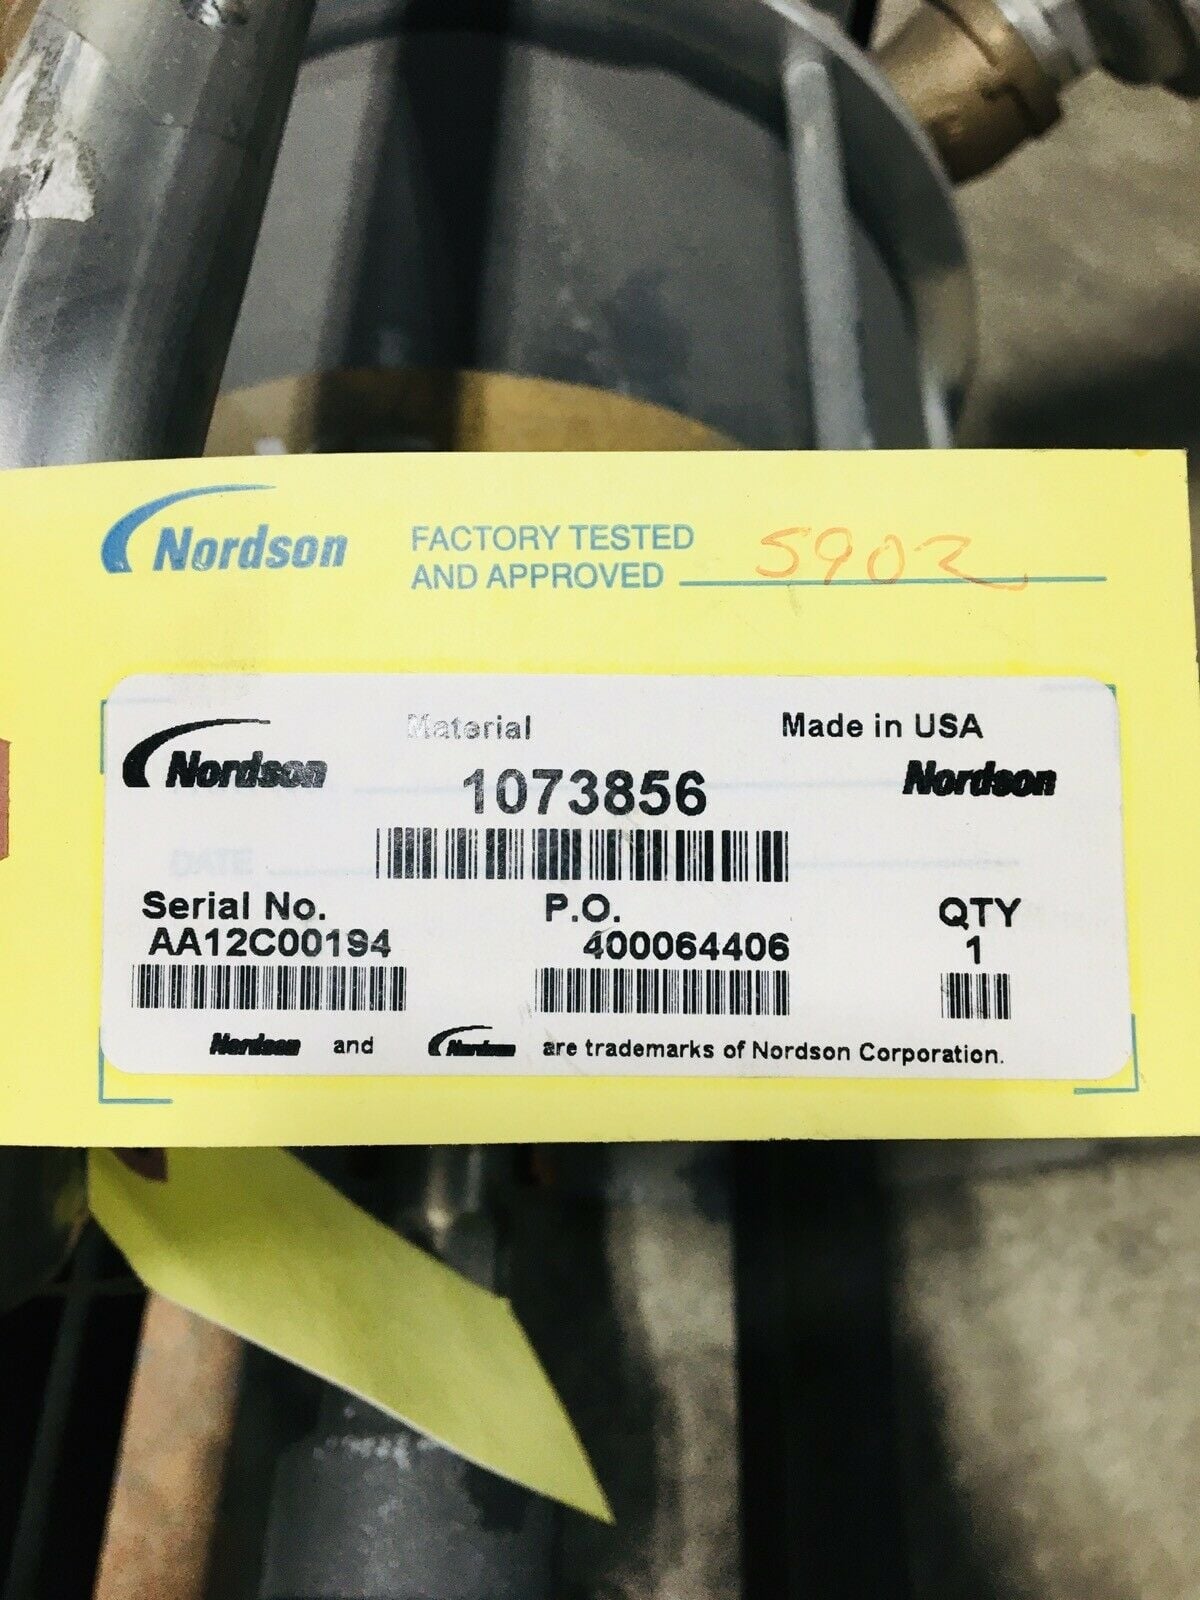 Nordson
FACTORY TESTED
AND APPROVED 5902
Nordson
Material
Made in USA
1073856
Nordson
DATE
Serial No.
P.O.
QTY
AA12C00194
400064406
1
Nordson and Nordson are trademarks of Nordson Corporation.